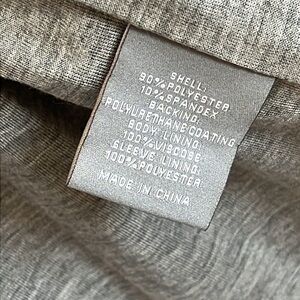 SHELL:
90%POLYESTER
10%SPANDEX
BACKING:
POLYURETHANE COATING
BODY LINING:
100%VISCOSE
SLEEVE LINING:
100%POLYESTER
MADE IN CHINA